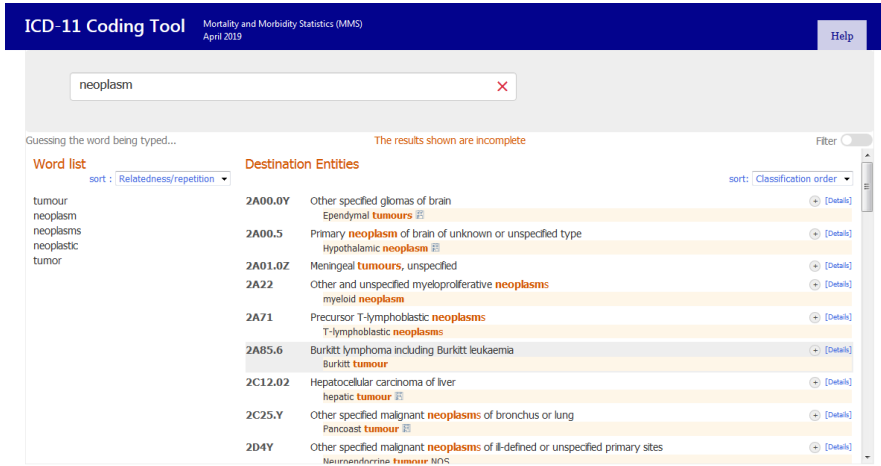 ICD-11 Coding Tool
Mortality and Morbidity Statistics (MMS)
April 2019
Help
neoplasm
Guessing the word being typed...
The results shown are incomplete
Filter
Word list
sort : Relatedness/repetition
tumour
neoplasm
neoplasms
neoplastic
tumor
Destination Entities
sort: Classification order
2A00.0Y Other specified gliomas of brain [Details]
Ependymal tumours
2A00.5 Primary neoplasm of brain of unknown or unspecified type [Details]
Hypothalamic neoplasm
2A01.0Z Meningeal tumours, unspecified [Details]
2A22 Other and unspecified myeloproliferative neoplasms [Details]
myeloid neoplasm
2A71 Precursor T-lymphoblastic neoplasms [Details]
T-lymphoblastic neoplasms
2A85.6 Burkitt lymphoma including Burkitt leukaemia [Details]
Burkitt tumour
2C12.02 Hepatocellular carcinoma of liver [Details]
hepatic tumour
2C25.Y Other specified malignant neoplasms of bronchus or lung [Details]
Pancoast tumour
2D4Y Other specified malignant neoplasms of ill-defined or unspecified primary sites [Details]
Neuroendocrine tumour NOS